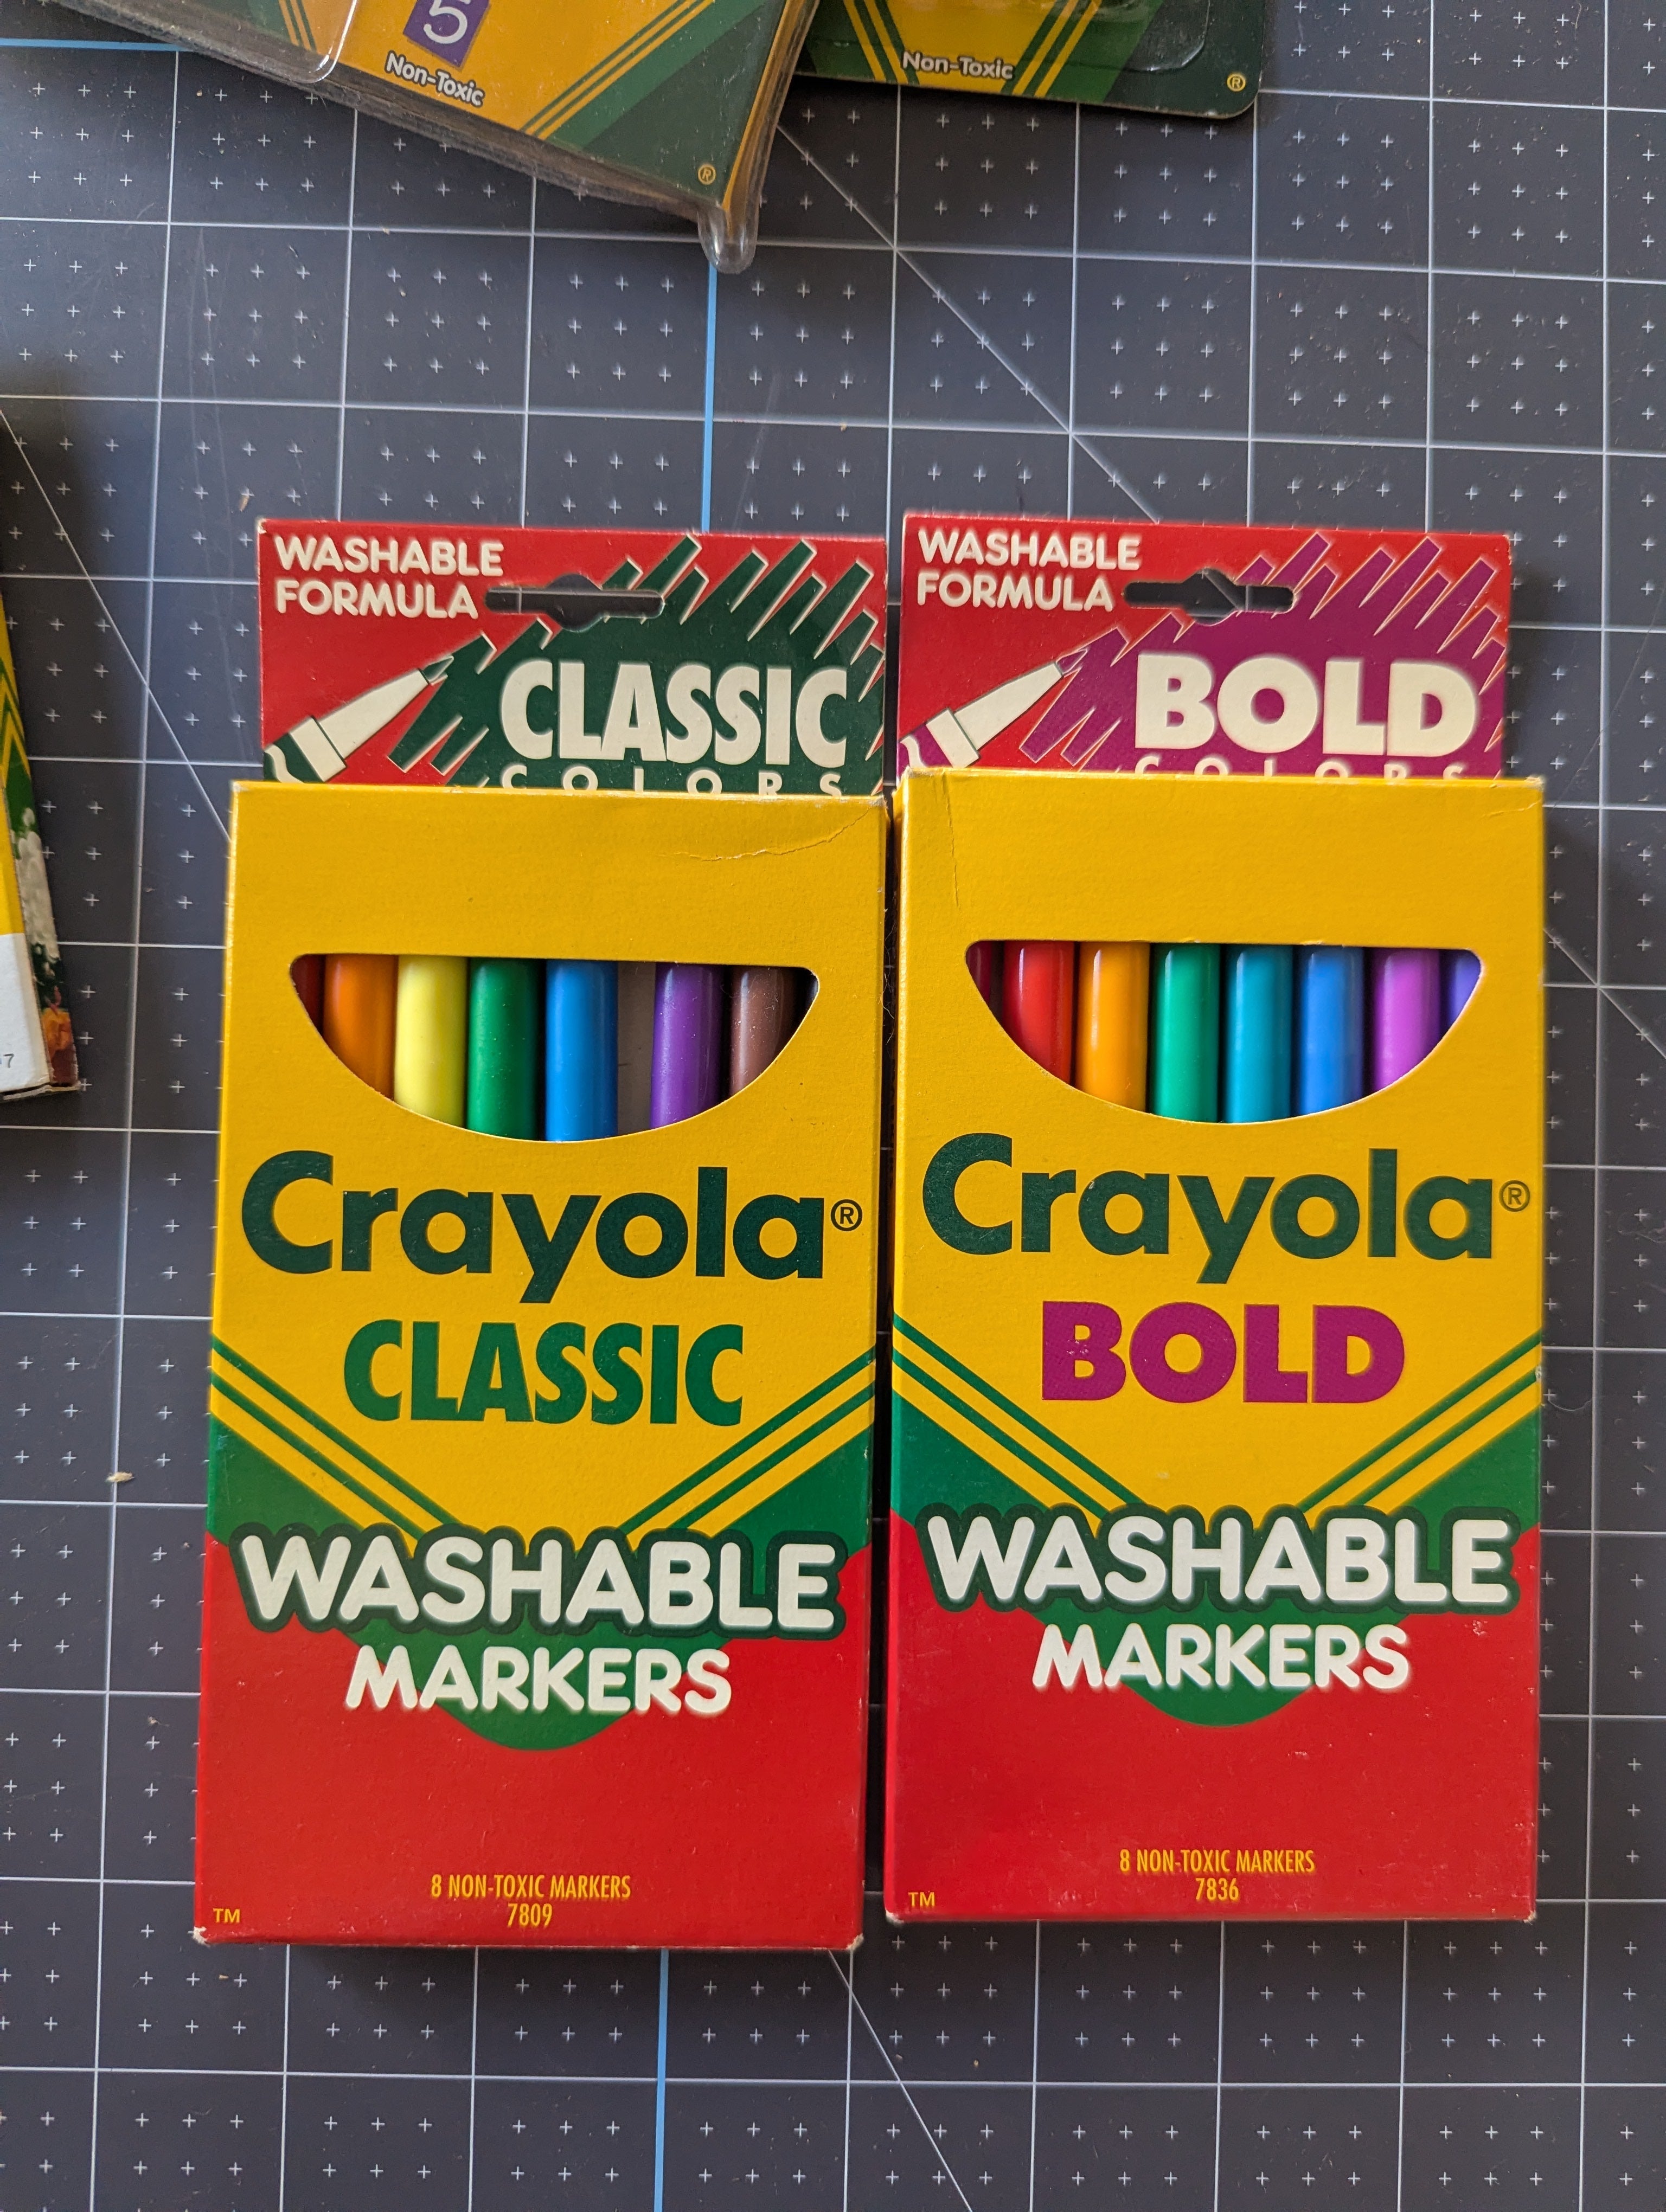 5
Non-Toxic
®
Non-Toxic
®
7
WASHABLE
FORMULA
CLASSIC
COLORS
Crayola®
CLASSIC
WASHABLE
MARKERS
8 NON-TOXIC MARKERS
7809
TM
WASHABLE
FORMULA
BOLD
COLORS
Crayola®
BOLD
WASHABLE
MARKERS
8 NON-TOXIC MARKERS
7836
TM